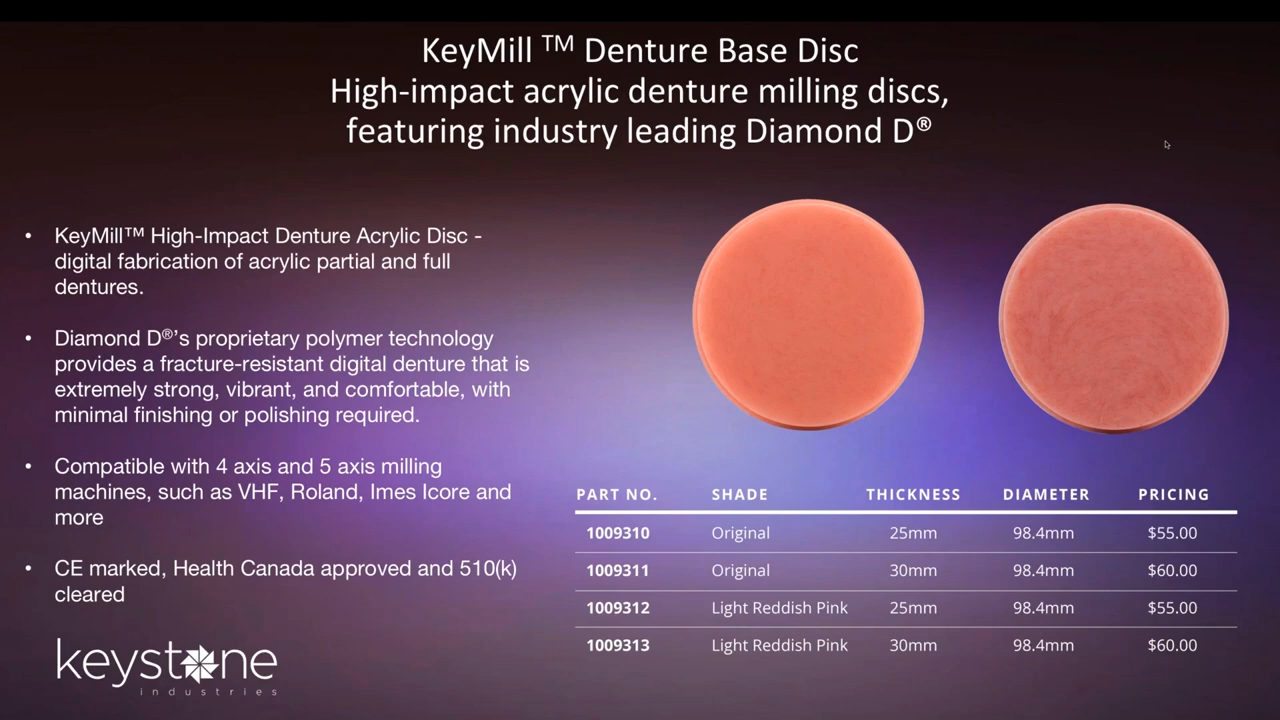 KeyMill ™ Denture Base Disc
High-impact acrylic denture milling discs,
featuring industry leading Diamond D®
• KeyMill™ High-Impact Denture Acrylic Disc -
digital fabrication of acrylic partial and full
dentures.
• Diamond D®’s proprietary polymer technology
provides a fracture-resistant digital denture that is
extremely strong, vibrant, and comfortable, with
minimal finishing or polishing required.
• Compatible with 4 axis and 5 axis milling
machines, such as VHF, Roland, Imes Icore and
more
• CE marked, Health Canada approved and 510(k)
cleared
keystone
industries
PART NO. SHADE THICKNESS DIAMETER PRICING
1009310 Original 25mm 98.4mm $55.00
1009311 Original 30mm 98.4mm $60.00
1009312 Light Reddish Pink 25mm 98.4mm $55.00
1009313 Light Reddish Pink 30mm 98.4mm $60.00